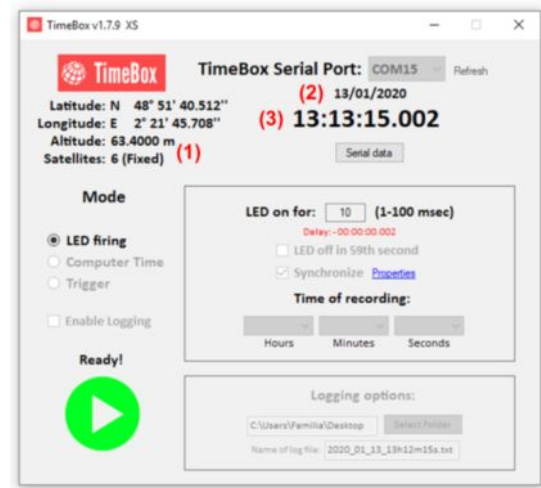 TimeBox v1.7.9 XS
TimeBox
TimeBox Serial Port: COM15 Refresh
(2) 13/01/2020
Latitude: N 48° 51' 40.512''
Longitude: E 2° 21' 45.708''
(3) 13:13:15.002
Altitude: 63.4000 m
Satellites: 6 (Fixed) (1)
Serial data
Mode
LED firing
Computer Time
Trigger
Enable Logging
Ready!
LED on for: 10 (1-100 msec)
Delay: -00:00:00.002
LED off in 59th second
Synchronize Properties
Time of recording:
Hours Minutes Seconds
Logging options:
C:\Users\Familia\Desktop Select Folder
Name of log file: 2020_01_13_13h12m15s.txt